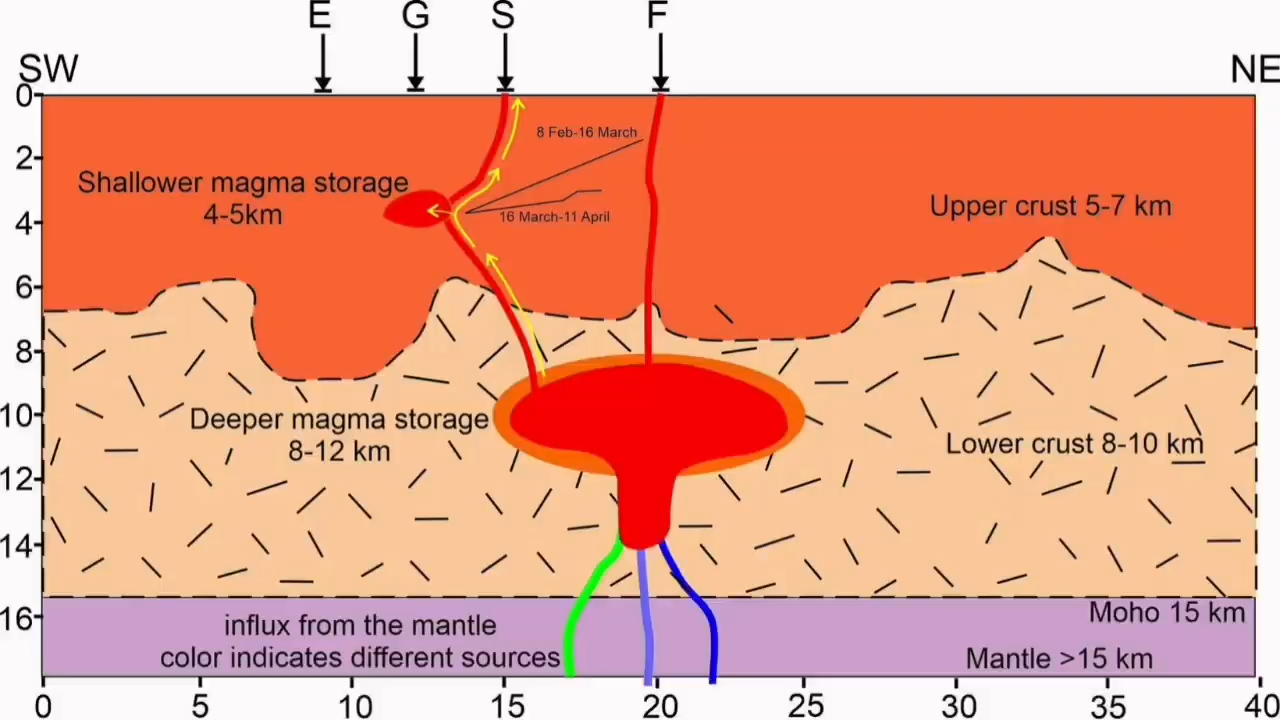 E G S F
SW NE
0
2
4
6
8
10
12
14
16
8 Feb-16 March
Shallower magma storage
4-5km
16 March-11 April
Upper crust 5-7 km
Deeper magma storage
8-12 km
Lower crust 8-10 km
Moho 15 km
influx from the mantle
color indicates different sources
Mantle >15 km
0 5 10 15 20 25 30 35 40